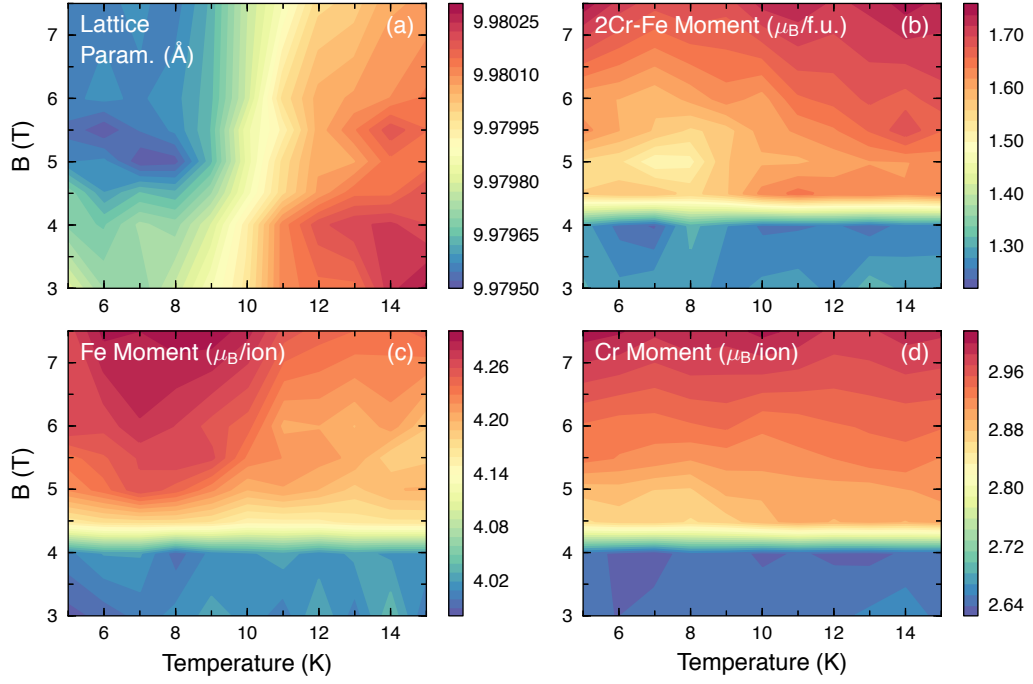 Lattice
Param. (Å)
(a)
7
6
5
4
3
B (T)
6 8 10 12 14
9.98025
9.98010
9.97995
9.97980
9.97965
9.97950
2Cr-Fe Moment (μB/f.u.)
(b)
7
6
5
4
3
6 8 10 12 14
1.70
1.60
1.50
1.40
1.30
Fe Moment (μB/ion)
(c)
7
6
5
4
3
B (T)
6 8 10 12 14
Temperature (K)
4.26
4.20
4.14
4.08
4.02
Cr Moment (μB/ion)
(d)
7
6
5
4
3
6 8 10 12 14
Temperature (K)
2.96
2.88
2.80
2.72
2.64